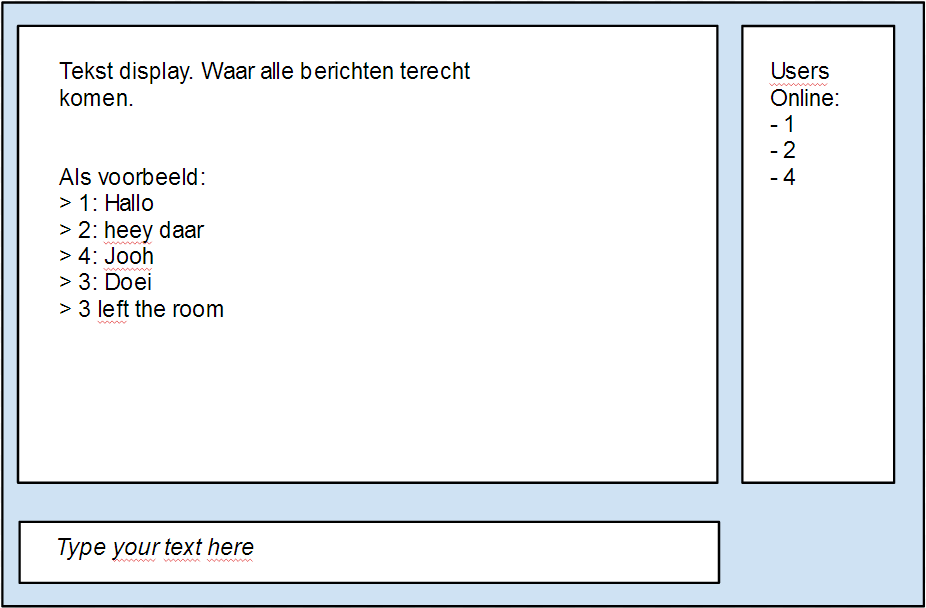 Tekst display. Waar alle berichten terecht
komen.
Als voorbeeld:
> 1: Hallo
> 2: heey daar
> 4: Jooh
> 3: Doei
> 3 left the room
Users
Online:
- 1
- 2
- 4
Type your text here